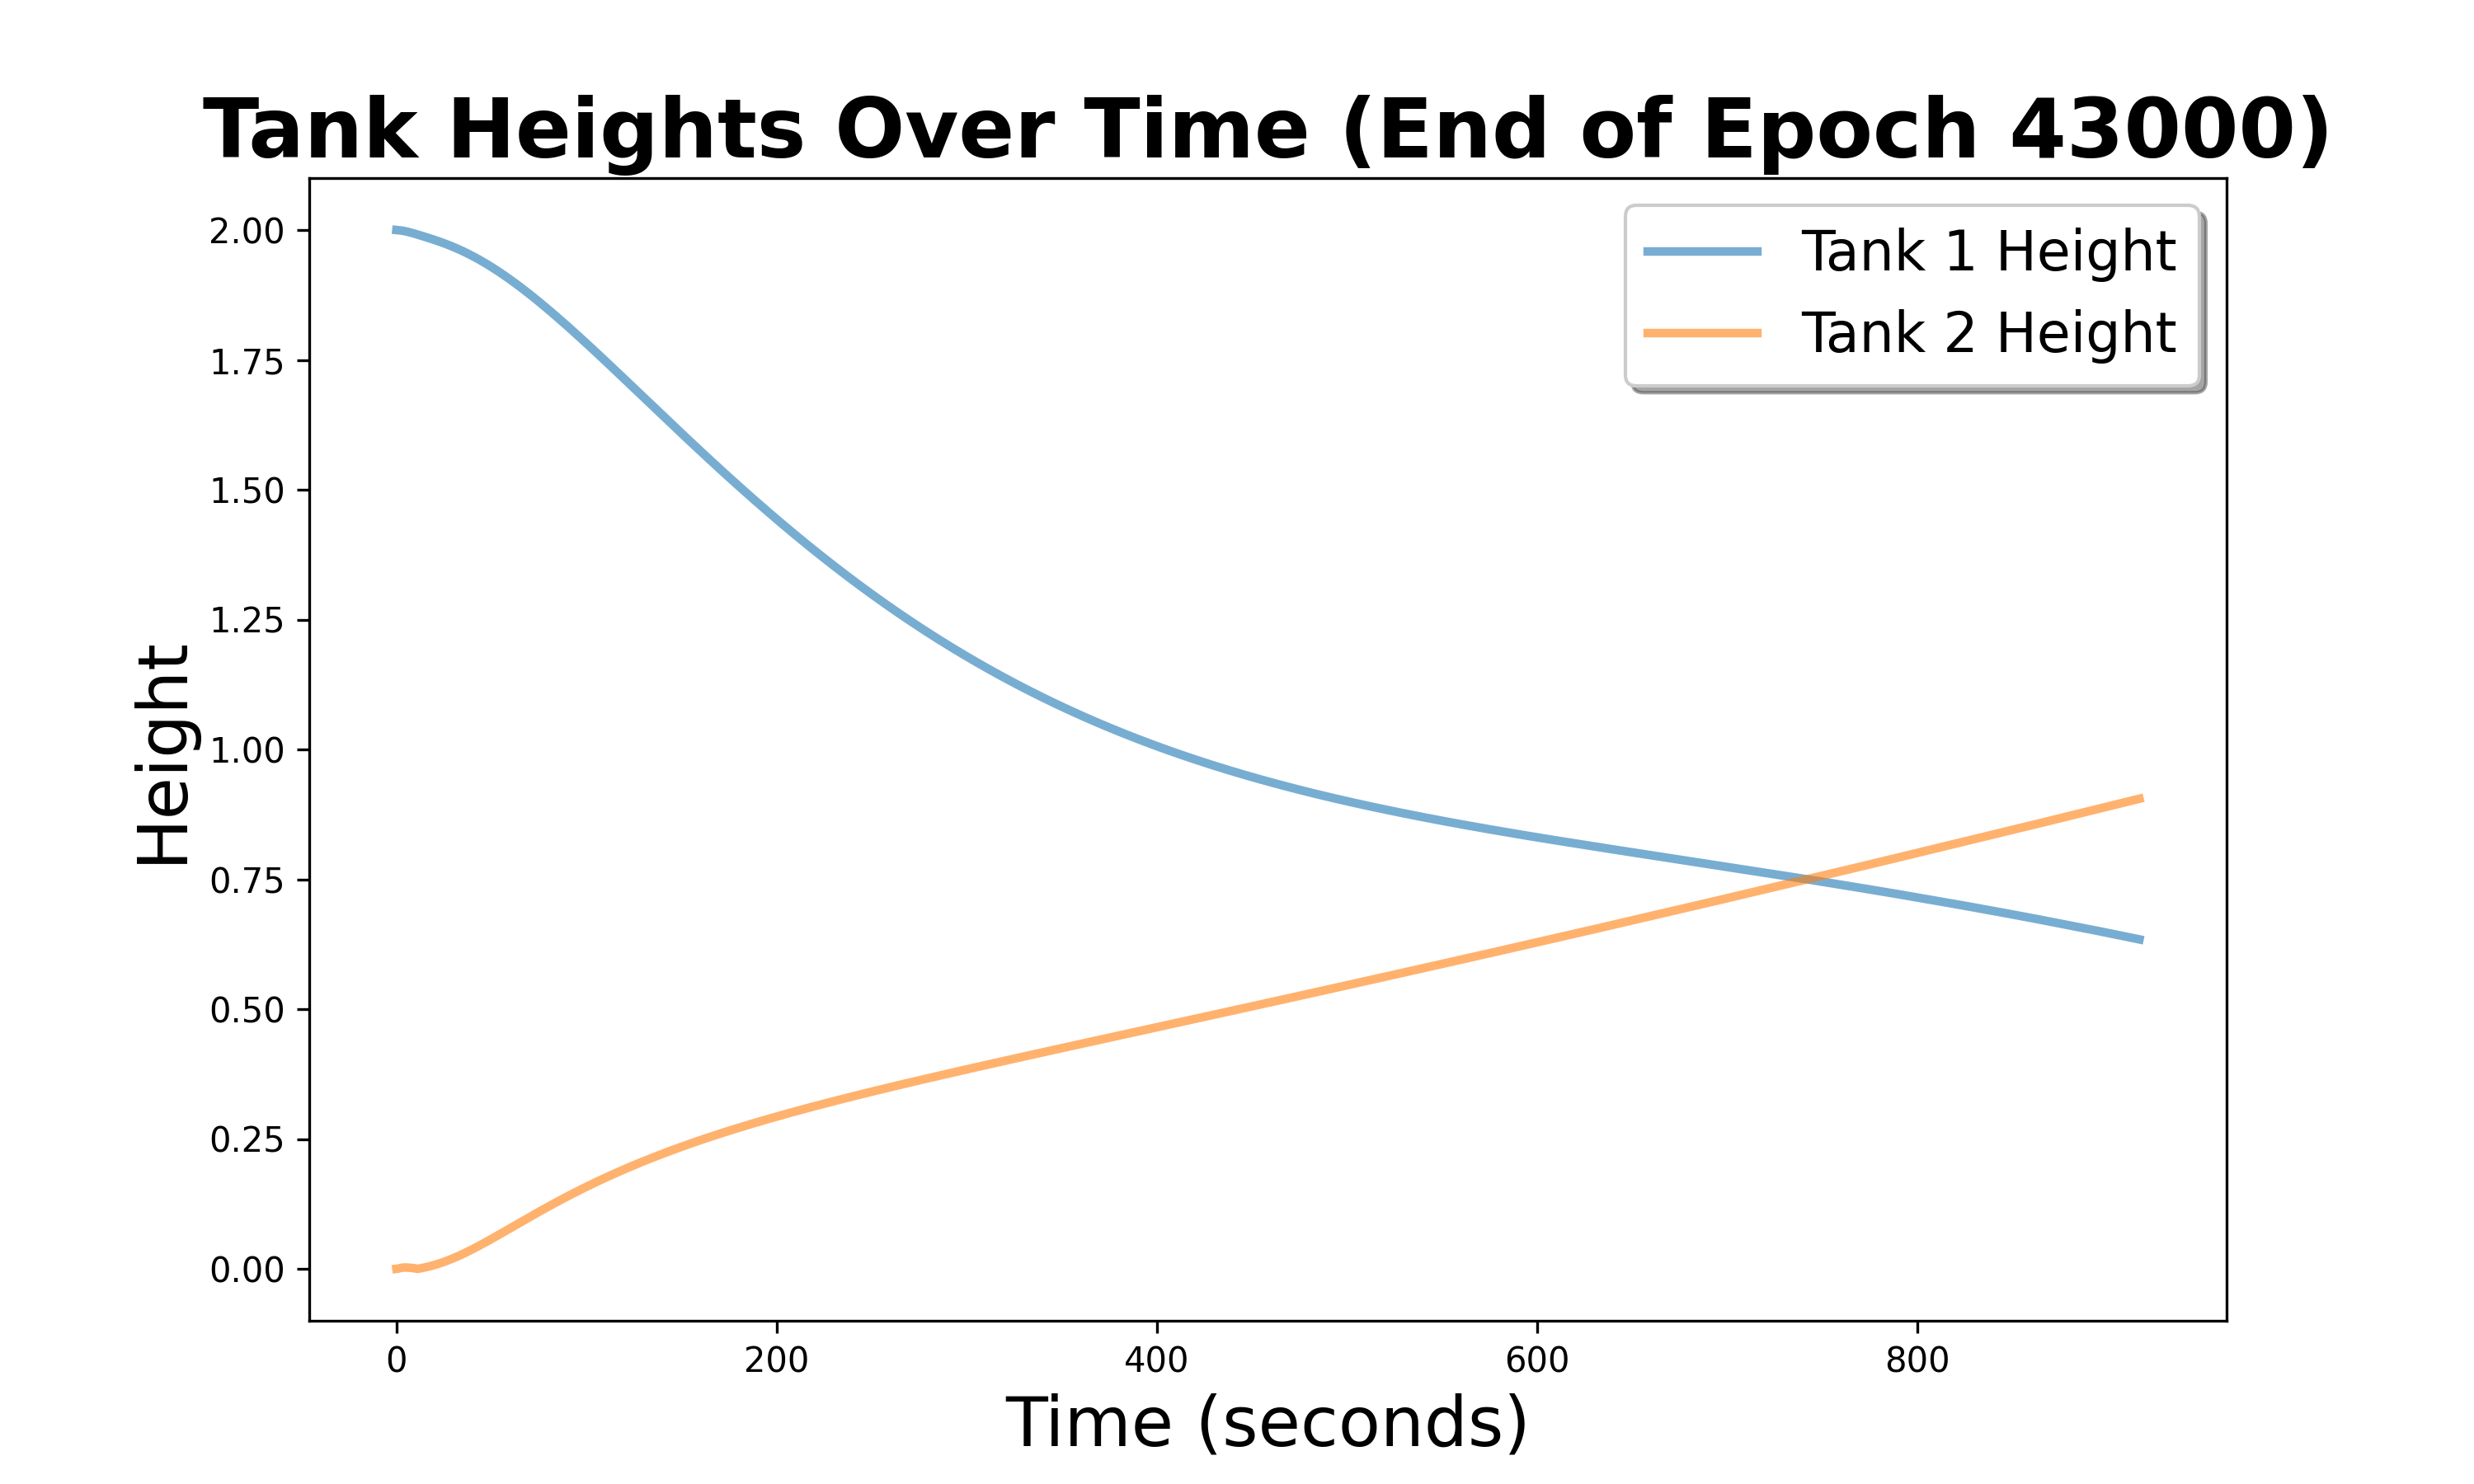 Tank Heights Over Time (End of Epoch 43000)
Tank 1 Height
Tank 2 Height
Height
2.00
1.75
1.50
1.25
1.00
0.75
0.50
0.25
0.00
0 200 400 600 800
Time (seconds)